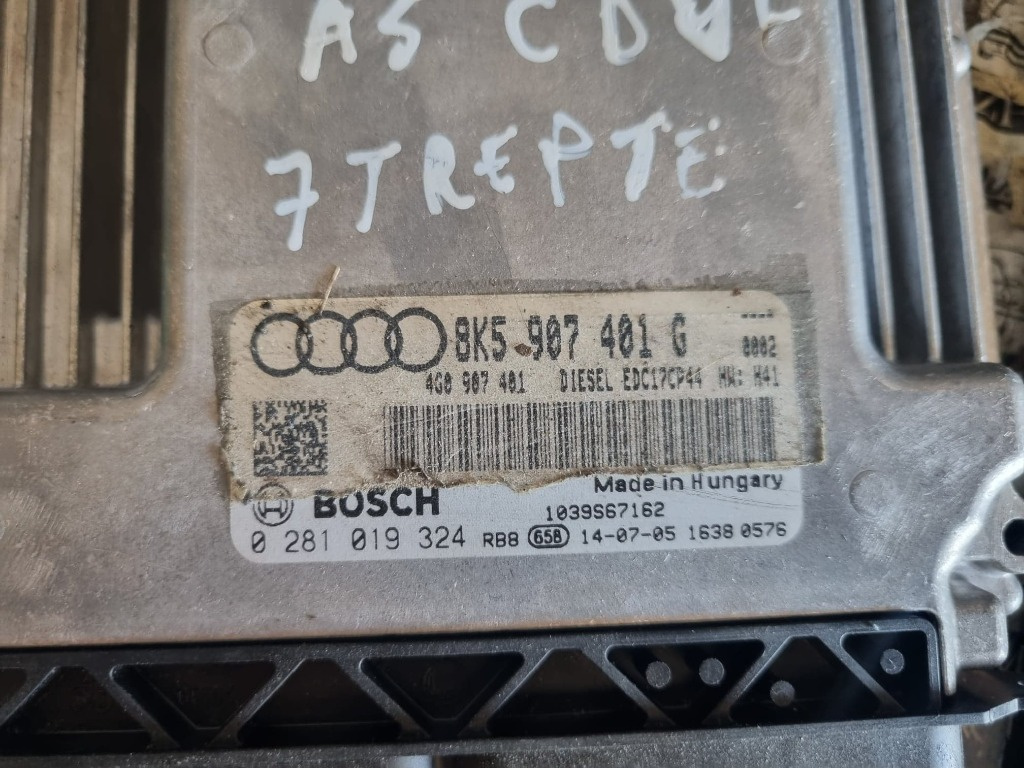 A5 CDUE
7 TREPTE
8K5 907 401 G
0002
4G0 907 401 DIESEL EDC17CP44 HW: H41
Made in Hungary
BOSCH 1039S67162
0 281 019 324 RB8 658 14-07-05 1638 0576